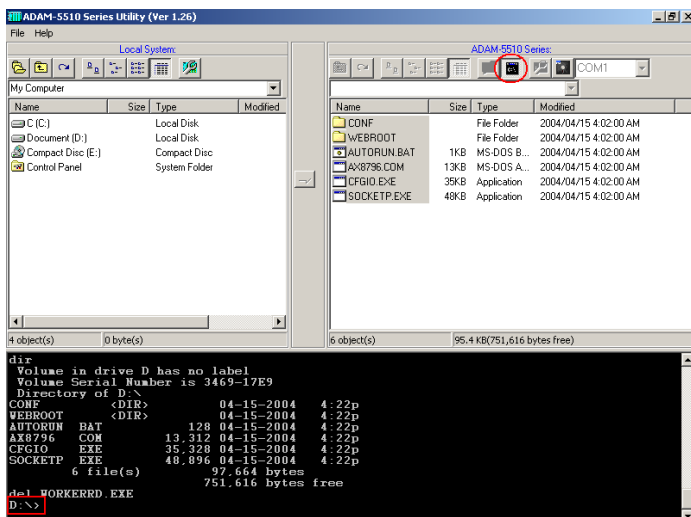 ADAM-5510 Series Utility (Ver 1.26)
File Help
Local System:
My Computer
Name Size Type Modified
C (C:) Local Disk
Document (D:) Local Disk
Compact Disc (E:) Compact Disc
Control Panel System Folder
4 object(s) 0 byte(s)
ADAM-5510 Series:
COM1
Name Size Type Modified
CONF File Folder 2004/04/15 4:02:00 AM
WEBROOT File Folder 2004/04/15 4:02:00 AM
AUTORUN.BAT 1KB MS-DOS B... 2004/04/15 4:02:00 AM
AX8796.COM 13KB MS-DOS A... 2004/04/15 4:02:00 AM
CFGIO.EXE 35KB Application 2004/04/15 4:02:00 AM
SOCKETP.EXE 48KB Application 2004/04/15 4:02:00 AM
6 object(s) 95.4 KB(751,616 bytes free)
dir
Volume in drive D has no label
Volume Serial Number is 3469-17E9
Directory of D:\
CONF <DIR> 04-15-2004 4:22p
WEBROOT <DIR> 04-15-2004 4:22p
AUTORUN BAT 128 04-15-2004 4:22p
AX8796 COM 13,312 04-15-2004 4:22p
CFGIO EXE 35,328 04-15-2004 4:22p
SOCKETP EXE 48,896 04-15-2004 4:22p
6 file(s) 97,664 bytes
751,616 bytes free
del WORKERRD.EXE
D:\>